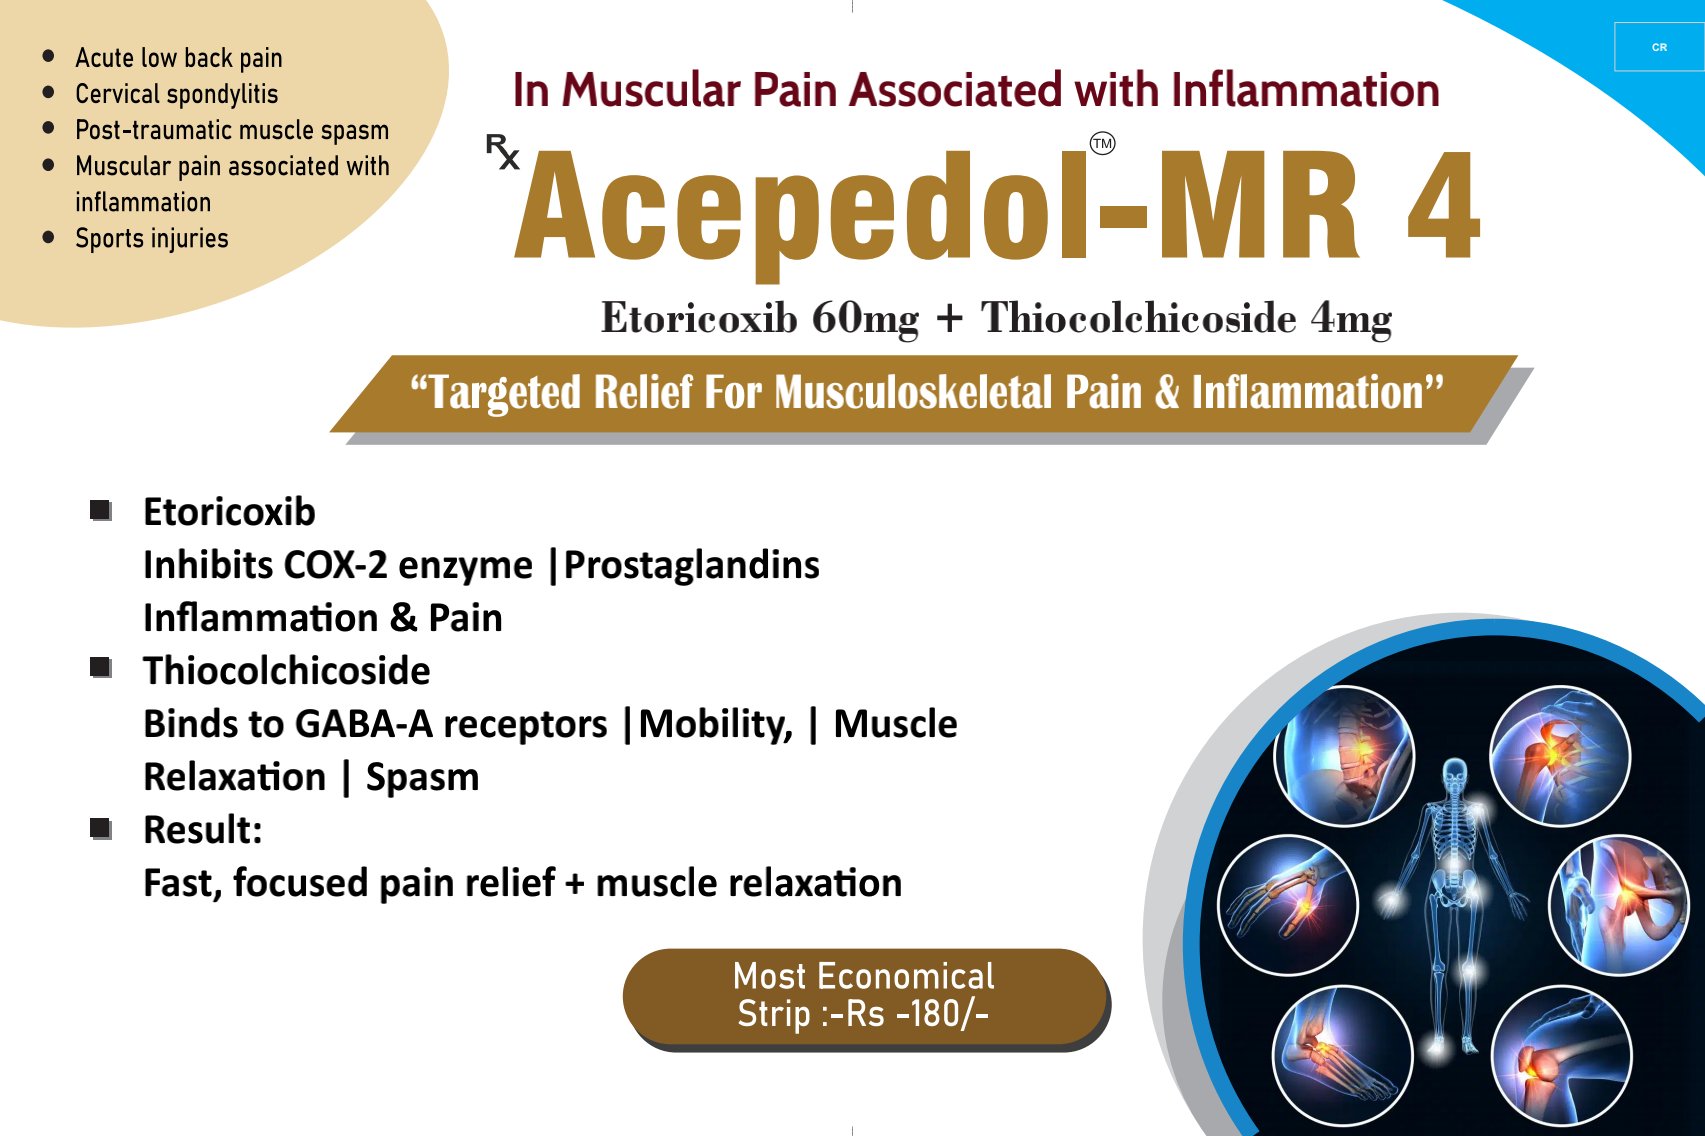 • Acute low back pain
• Cervical spondylitis
• Post-traumatic muscle spasm
• Muscular pain associated with
inflammation
• Sports injuries
CR
In Muscular Pain Associated with Inflammation
Rx Acepedol™-MR 4
Etoricoxib 60mg + Thiocolchicoside 4mg
“Targeted Relief For Musculoskeletal Pain & Inflammation’’
■ Etoricoxib
Inhibits COX-2 enzyme |Prostaglandins
Inflammation & Pain
■ Thiocolchicoside
Binds to GABA-A receptors |Mobility, | Muscle
Relaxation | Spasm
■ Result:
Fast, focused pain relief + muscle relaxation
Most Economical
Strip :-Rs -180/-